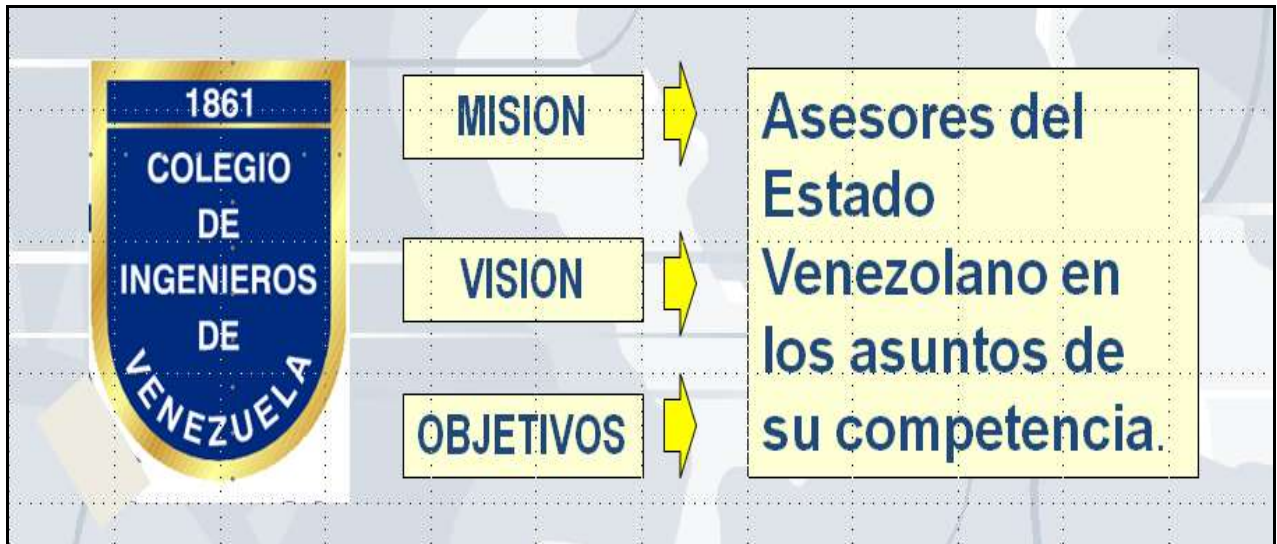 1861
COLEGIO
DE
INGENIEROS
DE
VENEZUELA
MISION
VISION
OBJETIVOS
Asesores del
Estado
Venezolano en
los asuntos de
su competencia.